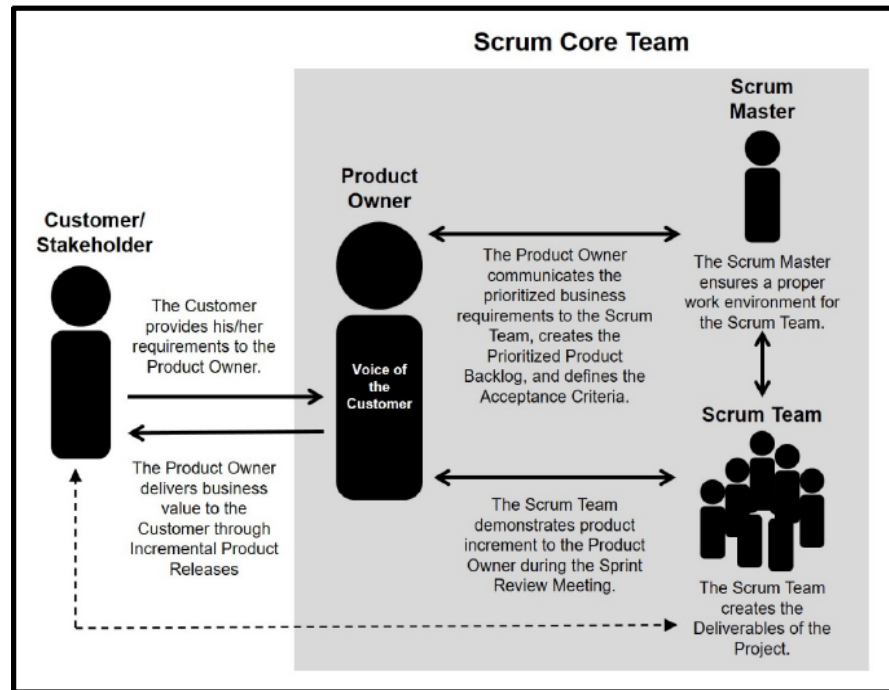 Scrum Core Team
Scrum
Master
Product
Owner
Customer/
Stakeholder
The Customer
provides his/her
requirements to the
Product Owner.
Voice of
the
Customer
The Product Owner
communicates the
prioritized business
requirements to the Scrum
Team, creates the
Prioritized Product
Backlog, and defines the
Acceptance Criteria.
The Scrum Master
ensures a proper
work environment for
the Scrum Team.
Scrum Team
The Product Owner
delivers business
value to the
Customer through
Incremental Product
Releases
The Scrum Team
demonstrates product
increment to the Product
Owner during the Sprint
Review Meeting.
The Scrum Team
creates the
Deliverables of the
Project.